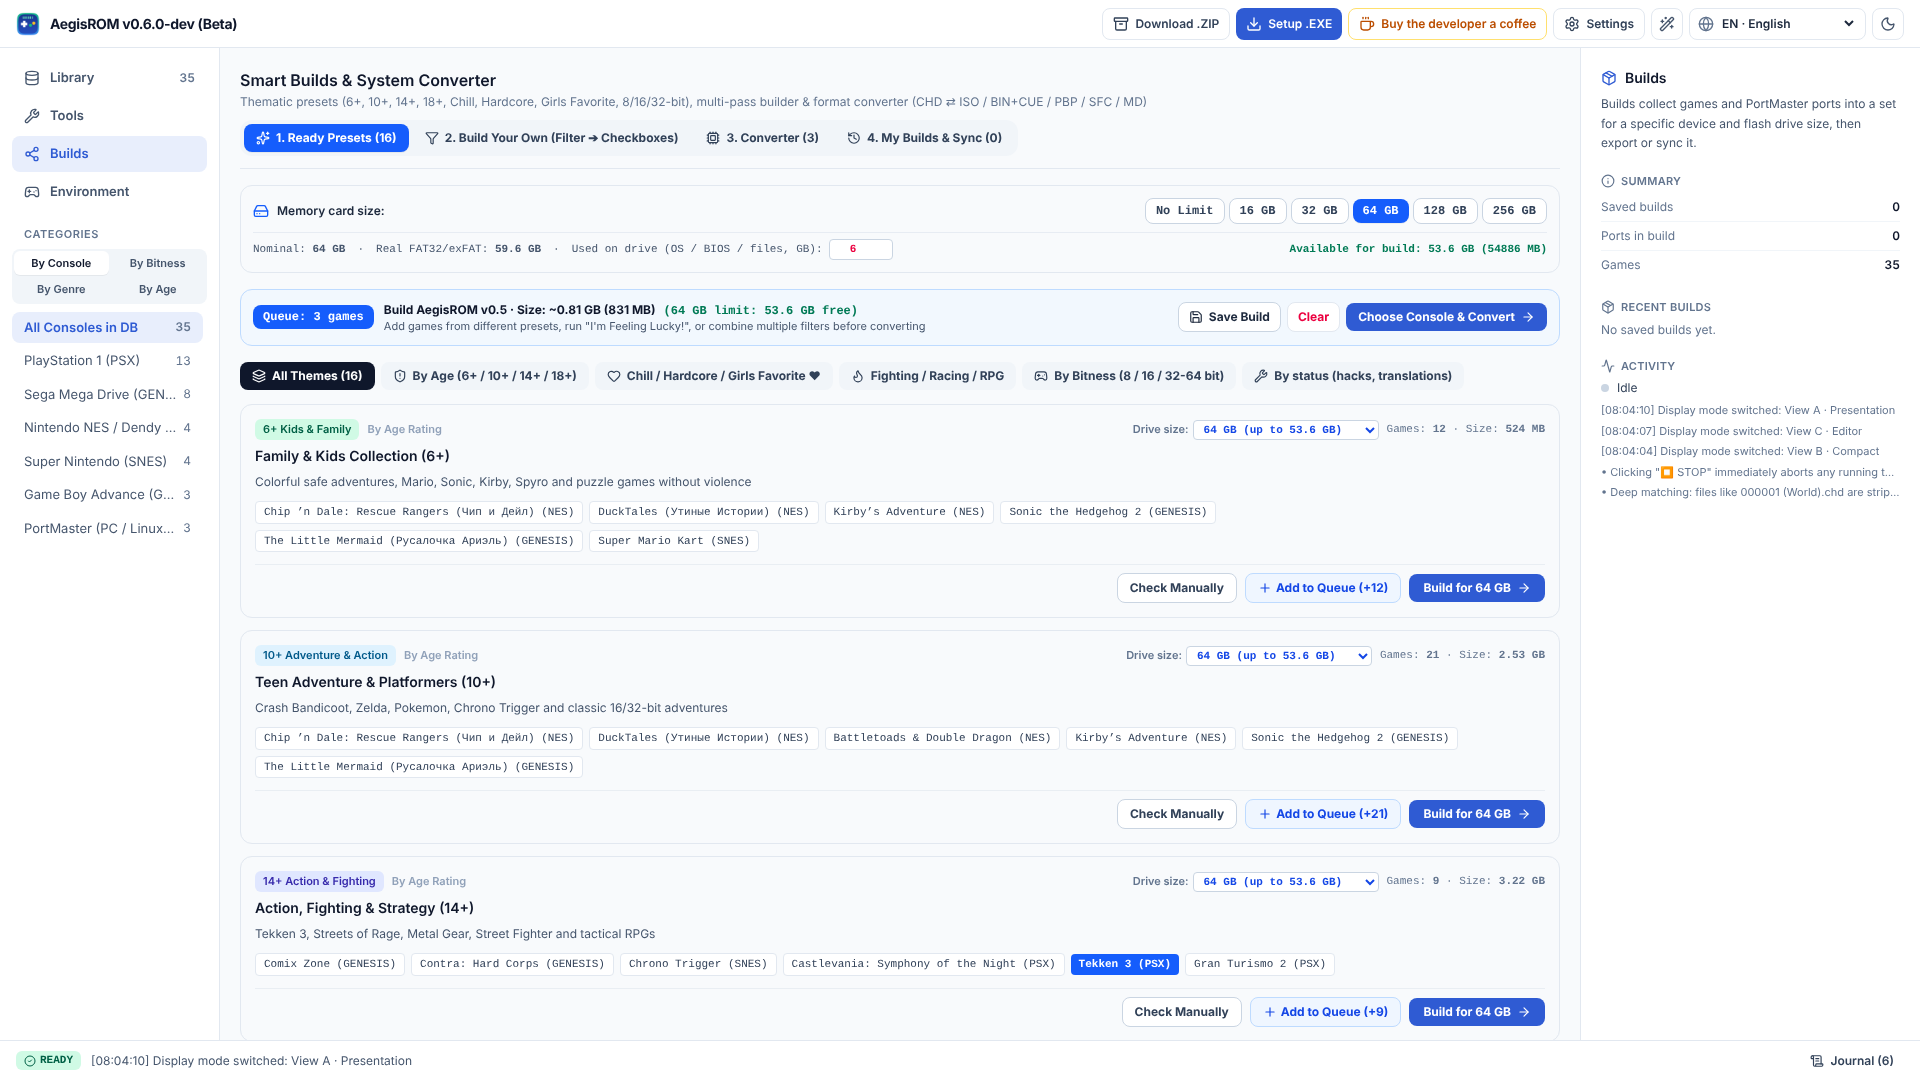 AegisROM v0.6.0-dev (Beta)
Download .ZIP
Setup .EXE
Buy the developer a coffee
Settings
EN · English
Library 35
Tools
Builds
Environment
CATEGORIES
By Console
By Bitness
By Genre
By Age
All Consoles in DB 35
PlayStation 1 (PSX) 13
Sega Mega Drive (GEN... 8
Nintendo NES / Dendy ... 4
Super Nintendo (SNES) 4
Game Boy Advance (G... 3
PortMaster (PC / Linux... 3
Smart Builds & System Converter
Thematic presets (6+, 10+, 14+, 18+, Chill, Hardcore, Girls Favorite, 8/16/32-bit), multi-pass builder & format converter (CHD ⇄ ISO / BIN+CUE / PBP / SFC / MD)
1. Ready Presets (16)
2. Build Your Own (Filter ➔ Checkboxes)
3. Converter (3)
4. My Builds & Sync (0)
Memory card size:
No Limit
16 GB
32 GB
64 GB
128 GB
256 GB
Nominal: 64 GB · Real FAT32/exFAT: 59.6 GB · Used on drive (OS / BIOS / files, GB): 6
Available for build: 53.6 GB (54886 MB)
Queue: 3 games
Build AegisROM v0.5 · Size: ~0.81 GB (831 MB) (64 GB limit: 53.6 GB free)
Add games from different presets, run "I'm Feeling Lucky!", or combine multiple filters before converting
Save Build
Clear
Choose Console & Convert
All Themes (16)
By Age (6+ / 10+ / 14+ / 18+)
Chill / Hardcore / Girls Favorite ♥
Fighting / Racing / RPG
By Bitness (8 / 16 / 32-64 bit)
By status (hacks, translations)
6+ Kids & Family
By Age Rating
Drive size: 64 GB (up to 53.6 GB)
Games: 12 · Size: 524 MB
Family & Kids Collection (6+)
Colorful safe adventures, Mario, Sonic, Kirby, Spyro and puzzle games without violence
Chip ’n Dale: Rescue Rangers (Чип и Дейл) (NES)
DuckTales (Утиные Истории) (NES)
Kirby’s Adventure (NES)
Sonic the Hedgehog 2 (GENESIS)
The Little Mermaid (Русалочка Ариэль) (GENESIS)
Super Mario Kart (SNES)
Check Manually
Add to Queue (+12)
Build for 64 GB
10+ Adventure & Action
By Age Rating
Drive size: 64 GB (up to 53.6 GB)
Games: 21 · Size: 2.53 GB
Teen Adventure & Platformers (10+)
Crash Bandicoot, Zelda, Pokemon, Chrono Trigger and classic 16/32-bit adventures
Chip ’n Dale: Rescue Rangers (Чип и Дейл) (NES)
DuckTales (Утиные Истории) (NES)
Battletoads & Double Dragon (NES)
Kirby’s Adventure (NES)
Sonic the Hedgehog 2 (GENESIS)
The Little Mermaid (Русалочка Ариэль) (GENESIS)
Check Manually
Add to Queue (+21)
Build for 64 GB
14+ Action & Fighting
By Age Rating
Drive size: 64 GB (up to 53.6 GB)
Games: 9 · Size: 3.22 GB
Action, Fighting & Strategy (14+)
Tekken 3, Streets of Rage, Metal Gear, Street Fighter and tactical RPGs
Comix Zone (GENESIS)
Contra: Hard Corps (GENESIS)
Chrono Trigger (SNES)
Castlevania: Symphony of the Night (PSX)
Tekken 3 (PSX)
Gran Turismo 2 (PSX)
Check Manually
Add to Queue (+9)
Build for 64 GB
Builds
Builds collect games and PortMaster ports into a set
for a specific device and flash drive size, then
export or sync it.
SUMMARY
Saved builds 0
Ports in build 0
Games 35
RECENT BUILDS
No saved builds yet.
ACTIVITY
Idle
[08:04:10] Display mode switched: View A · Presentation
[08:04:07] Display mode switched: View C · Editor
[08:04:04] Display mode switched: View B · Compact
• Clicking "⏹ STOP" immediately aborts any running t...
• Deep matching: files like 000001 (World).chd are strip...
READY
[08:04:10] Display mode switched: View A · Presentation
Journal (6)